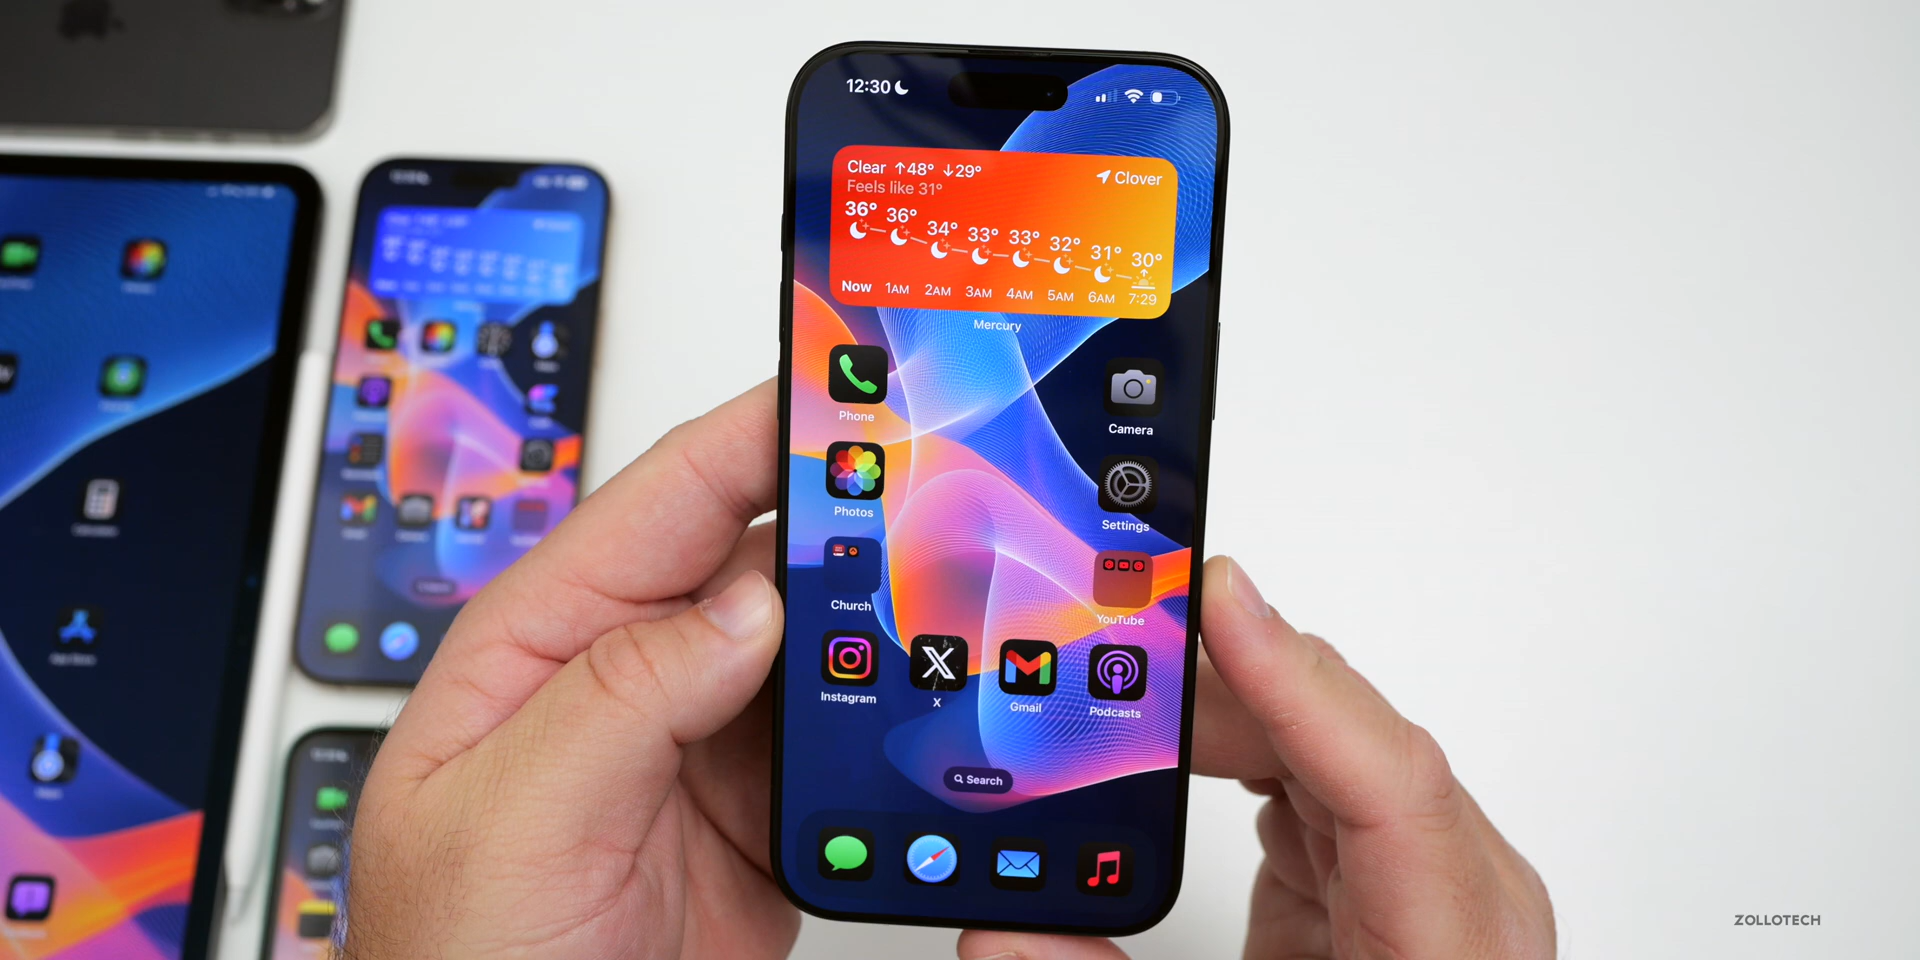 12:30
Clear ↑48° ↓29°
Clover
Feels like 31°
36° 36° 34° 33° 33° 32° 31° 30°
Now 1AM 2AM 3AM 4AM 5AM 6AM 7:29
Mercury
Phone
Camera
Photos
Settings
Church
YouTube
Instagram
X
Gmail
Podcasts
Search
ZOLLOTECH